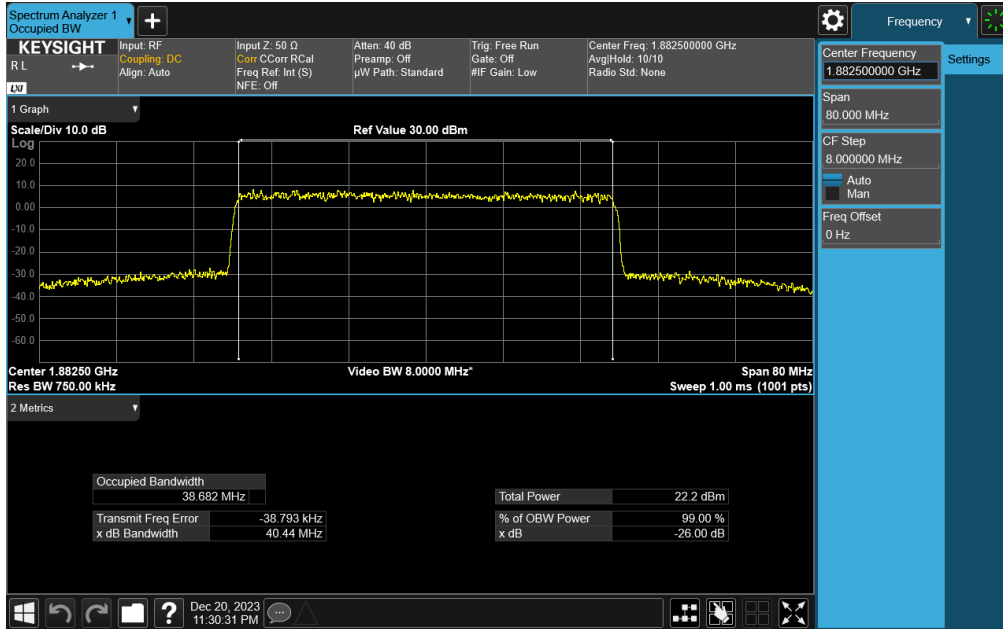 Spectrum Analyzer 1
Occupied BW
Frequency
KEYSIGHT
R L
LXI
Input: RF
Coupling: DC
Align: Auto
Input Z: 50 Ω
Corr CCorr RCal
Freq Ref: Int (S)
NFE: Off
Atten: 40 dB
Preamp: Off
µW Path: Standard
Trig: Free Run
Gate: Off
#IF Gain: Low
Center Freq: 1.882500000 GHz
Avg|Hold: 10/10
Radio Std: None
Center Frequency
1.882500000 GHz
Settings
Span
80.000 MHz
CF Step
8.000000 MHz
Auto
Man
Freq Offset
0 Hz
1 Graph
Scale/Div 10.0 dB
Ref Value 30.00 dBm
Log
20.0
10.0
0.00
-10.0
-20.0
-30.0
-40.0
-50.0
-60.0
Center 1.88250 GHz
Video BW 8.0000 MHz*
Span 80 MHz
Res BW 750.00 kHz
Sweep 1.00 ms (1001 pts)
2 Metrics
Occupied Bandwidth
38.682 MHz
Total Power 22.2 dBm
Transmit Freq Error -38.793 kHz
% of OBW Power 99.00 %
x dB Bandwidth 40.44 MHz
x dB -26.00 dB
?
Dec 20, 2023
11:30:31 PM